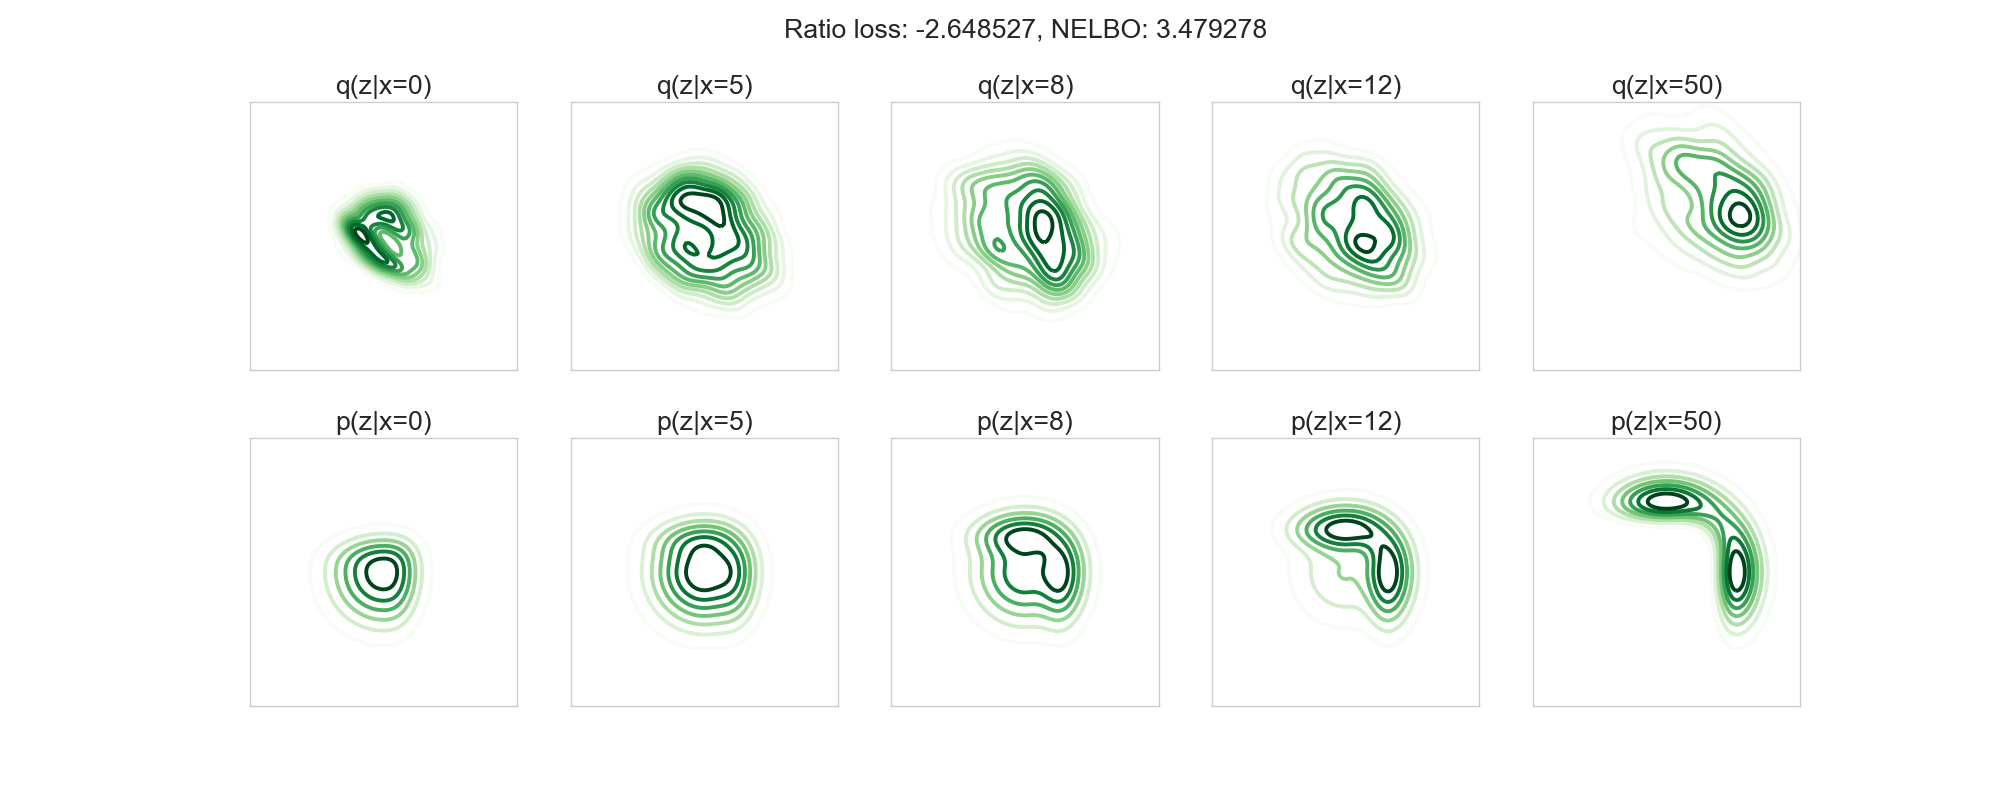 Ratio loss: -2.648527, NELBO: 3.479278
q(z|x=0) q(z|x=5) q(z|x=8) q(z|x=12) q(z|x=50)
p(z|x=0) p(z|x=5) p(z|x=8) p(z|x=12) p(z|x=50)